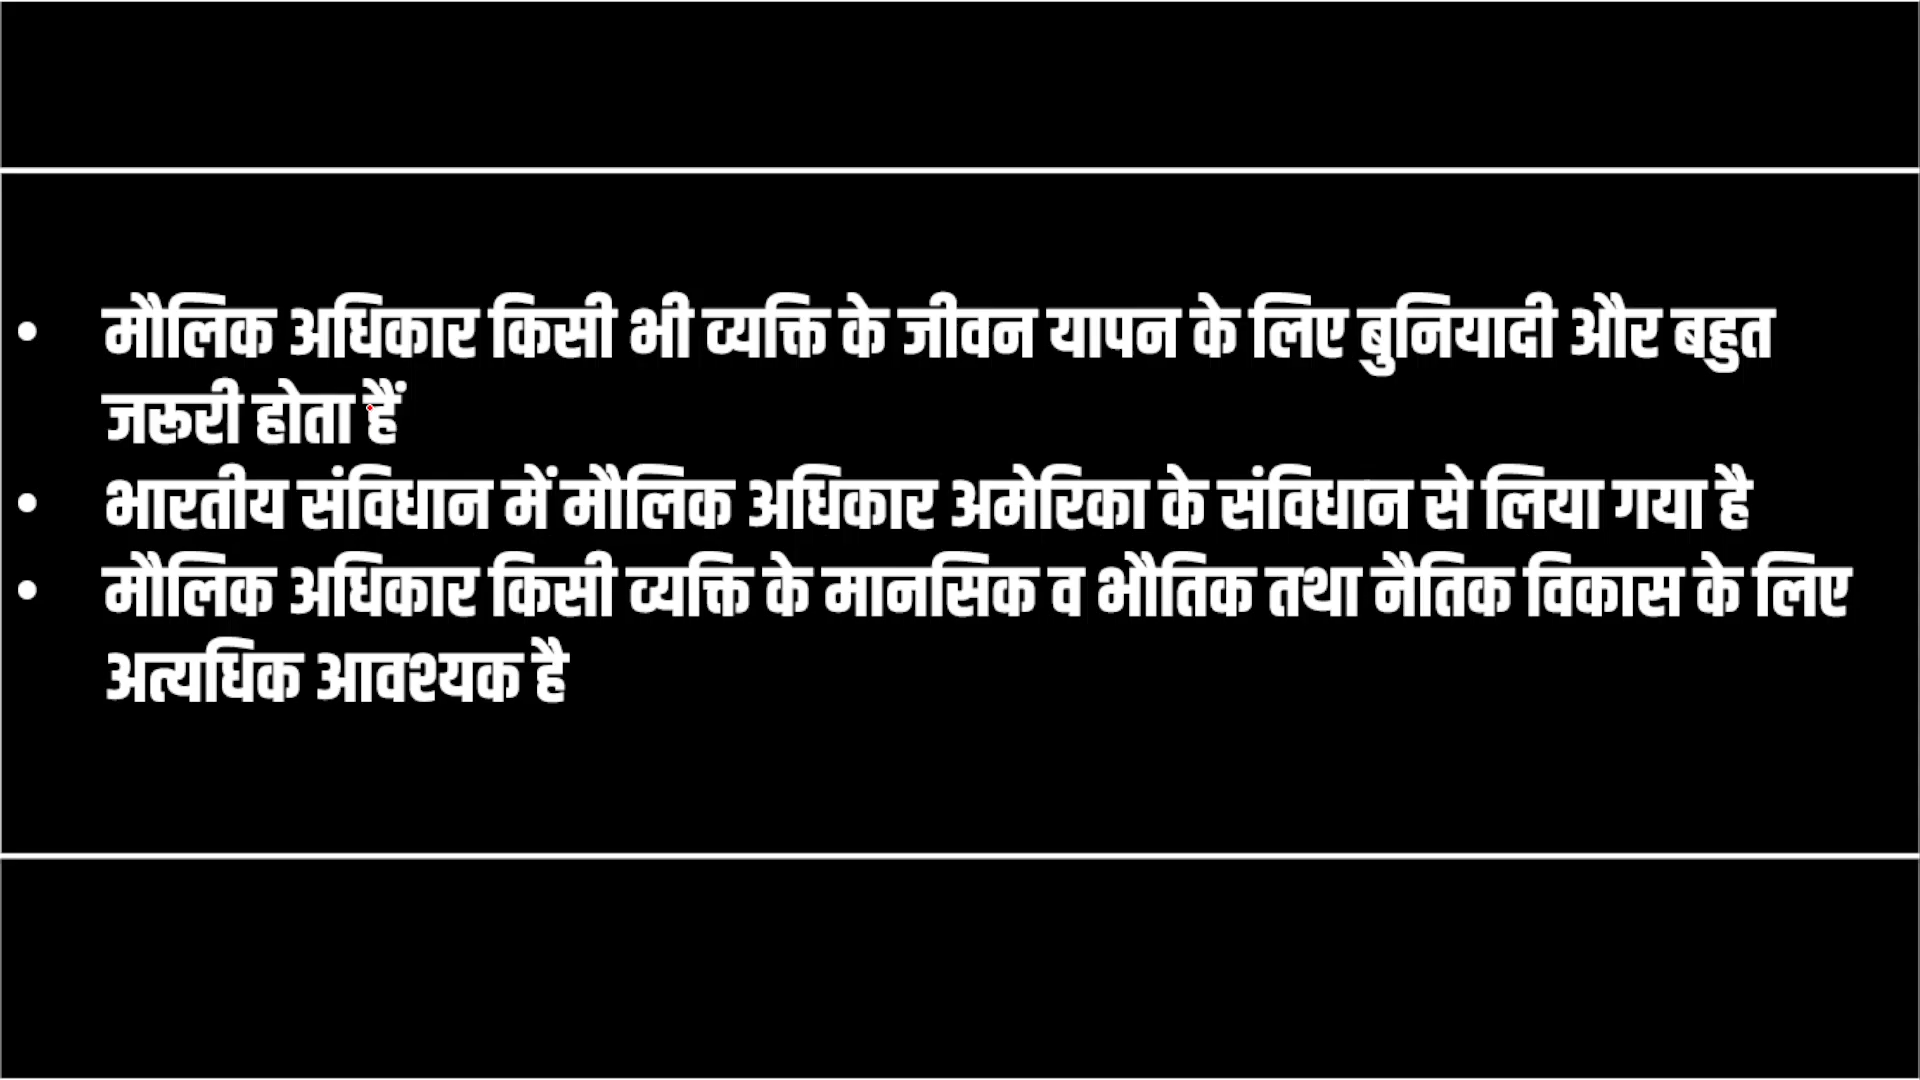 • मौलिक अधिकार किसी भी व्यक्ति के जीवन यापन के लिए बुनियादी और बहुत
जरूरी होता हैं
• भारतीय संविधान में मौलिक अधिकार अमेरिका के संविधान से लिया गया है
• मौलिक अधिकार किसी व्यक्ति के मानसिक व भौतिक तथा नैतिक विकास के लिए
अत्यधिक आवश्यक है